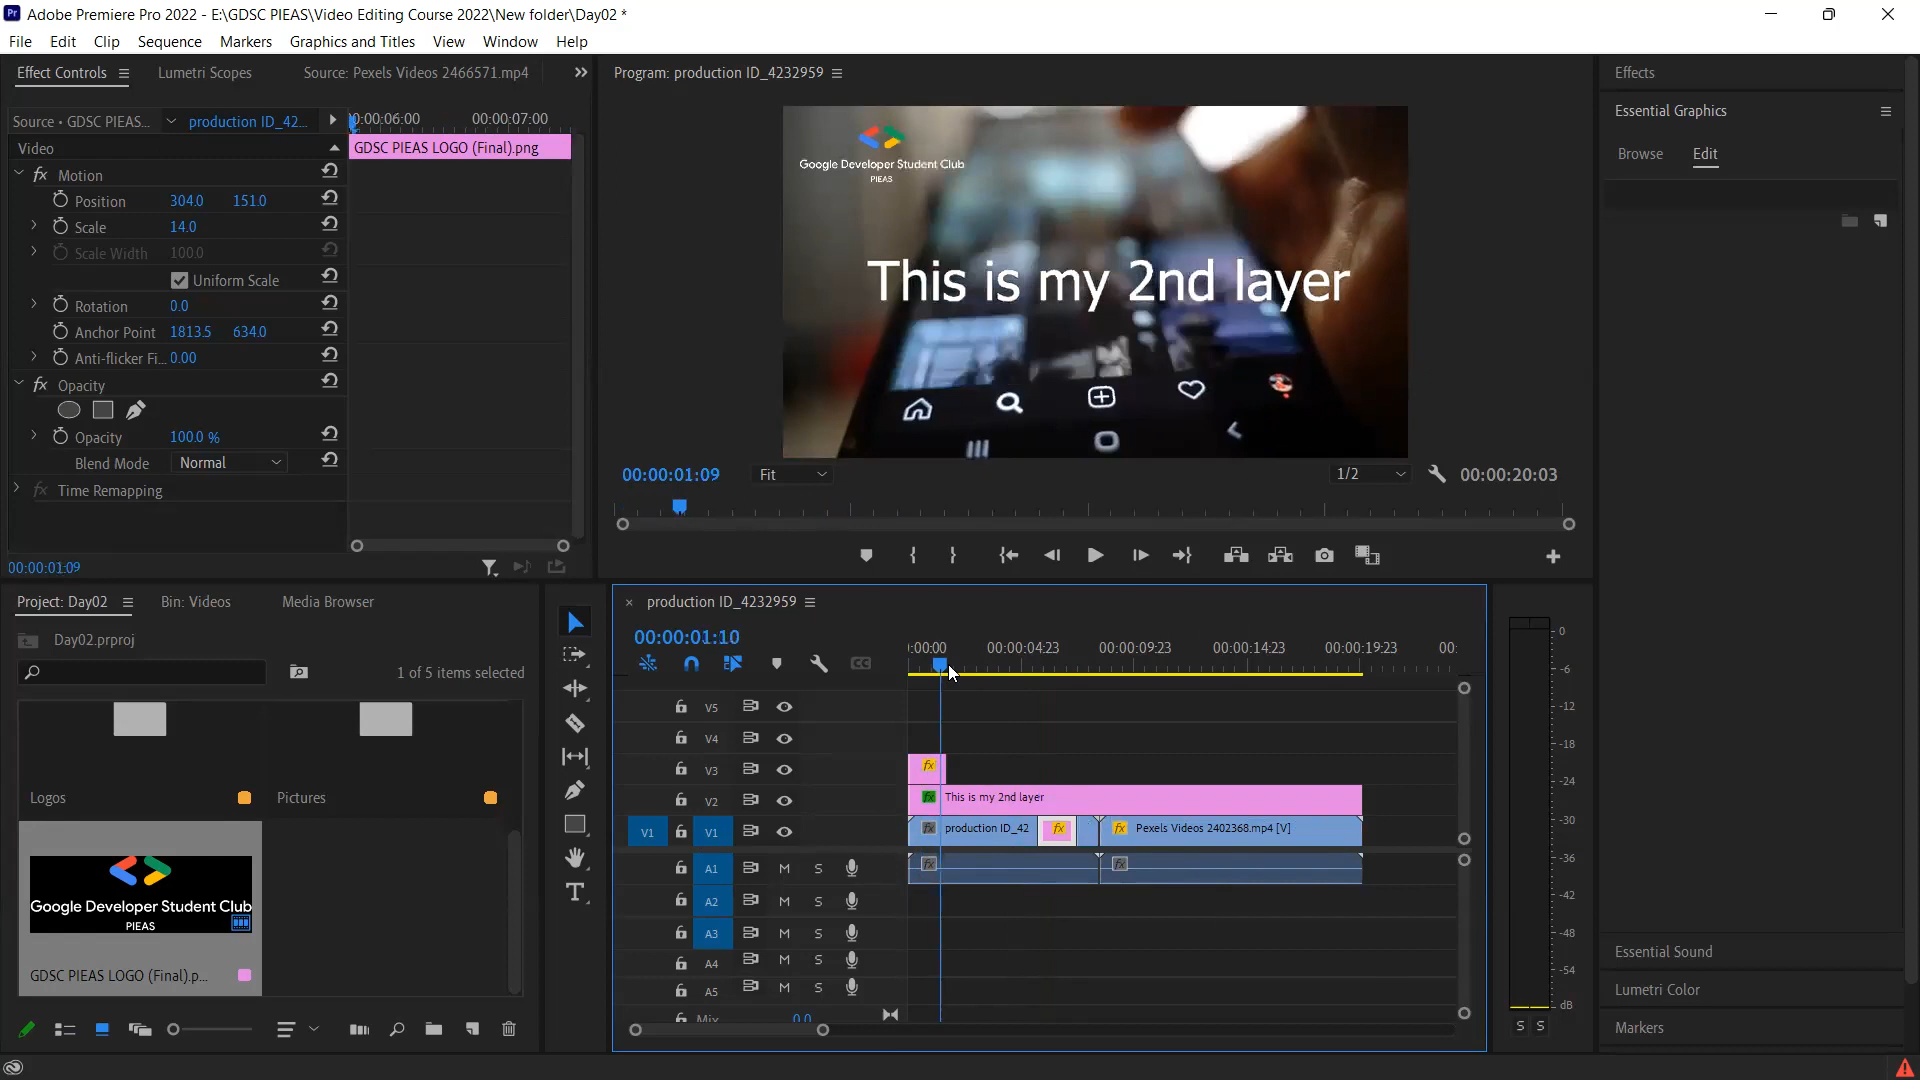 Adobe Premiere Pro 2022 - E:\GDSC PIEAS\Video Editing Course 2022\New folder\Day02 *
File Edit Clip Sequence Markers Graphics and Titles View Window Help
Effect Controls Lumetri Scopes Source: Pexels Videos 2466571.mp4
Source • GDSC PIEAS... production ID_42...
00:00:07:00
Video
GDSC PIEAS LOGO (Final).png
fx Motion
Position 304.0 151.0
Scale 14.0
Scale Width 100.0
Uniform Scale
Rotation 0.0
Anchor Point 1813.5 634.0
Anti-flicker Fi... 0.00
fx Opacity
Opacity 100.0 %
Blend Mode Normal
fx Time Remapping
00:00:01:09
Program: production ID_4232959
Google Developer Student Club
PIEAS
This is my 2nd layer
00:00:01:09 Fit 1/2 00:00:20:03
Effects
Essential Graphics
Browse Edit
Essential Sound
Lumetri Color
Markers
Project: Day02 Bin: Videos Media Browser
Day02.prproj
1 of 5 items selected
Logos
Pictures
Google Developer Student Club
PIEAS
GDSC PIEAS LOGO (Final).p...
production ID_4232959
00:00:01:10
:00:00 00:00:04:23 00:00:09:23 00:00:14:23 00:00:19:23 00:
CC
V5
V4
V3 fx
V2 fx This is my 2nd layer
V1 V1 fx production ID_42 fx fx Pexels Videos 2402368.mp4 [V]
A1 M S fx fx
A2 M S
A3 M S
A4 M S
A5 M S
Mix 0.0
0
-6
-12
-18
-24
-30
-36
-42
-48
-54
dB
S S